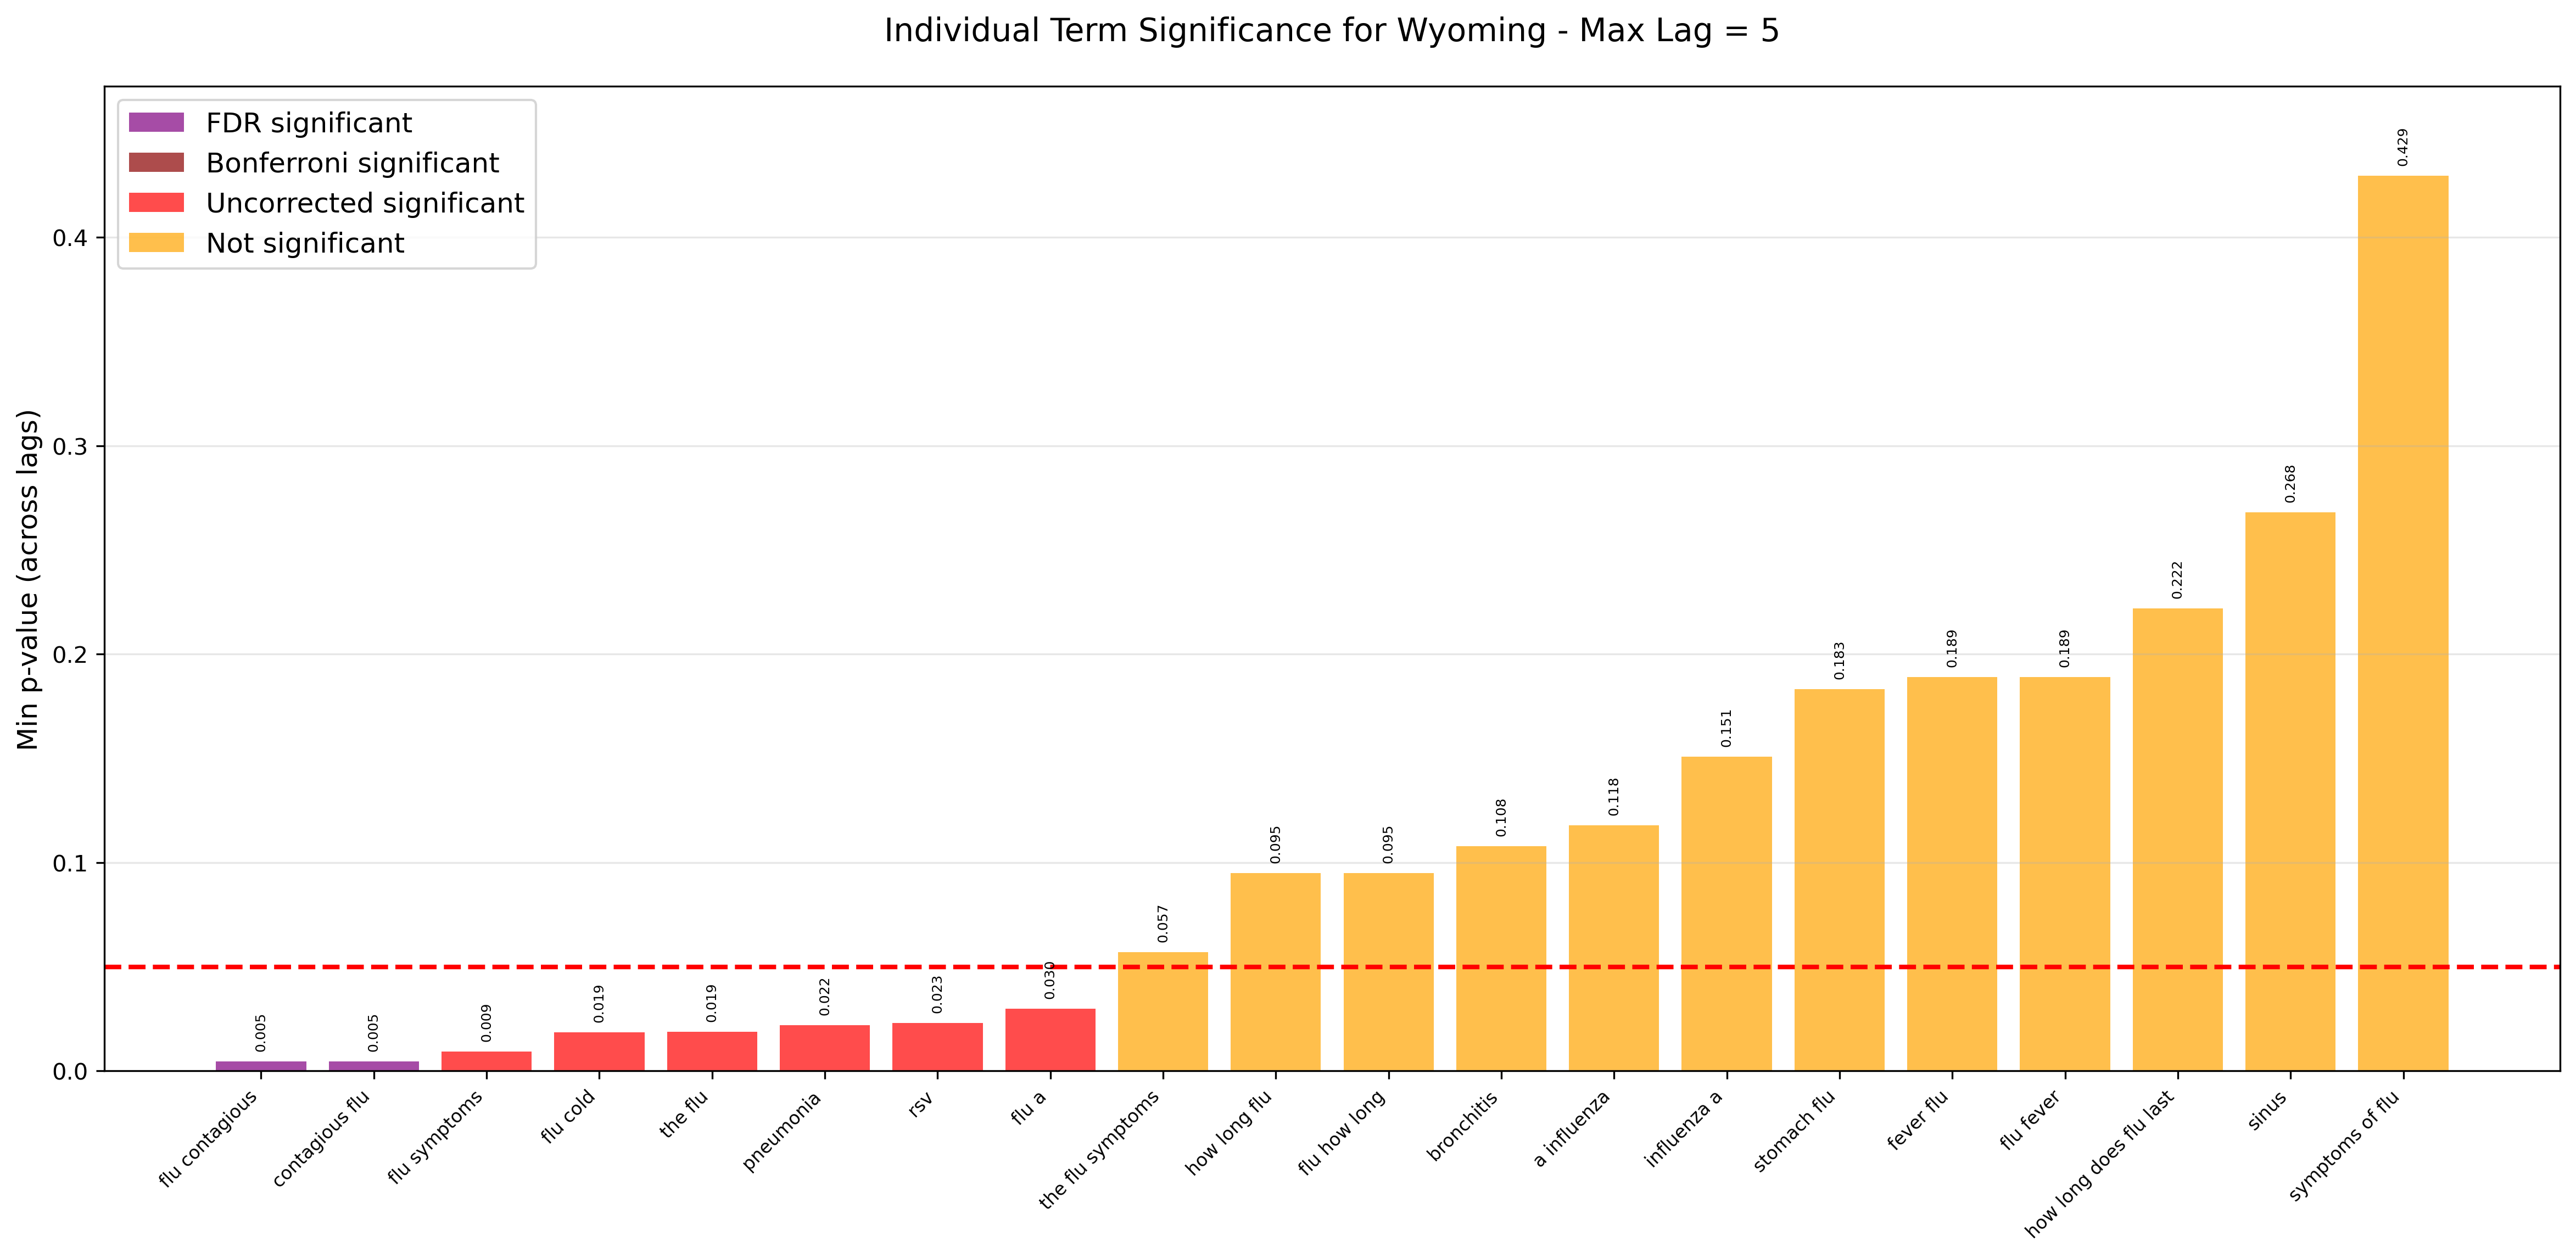 Individual Term Significance for Wyoming - Max Lag = 5
FDR significant
Bonferroni significant
Uncorrected significant
Not significant
Min p-value (across lags)
0.4
0.3
0.2
0.1
0.0
0.005
0.005
0.009
0.019
0.019
0.022
0.023
0.030
0.057
0.095
0.095
0.108
0.118
0.151
0.183
0.189
0.189
0.222
0.268
0.429
flu contagious
contagious flu
flu symptoms
flu cold
the flu
pneumonia
rsv
flu a
the flu symptoms
how long flu
flu how long
bronchitis
a influenza
influenza a
stomach flu
fever flu
flu fever
how long does flu last
sinus
symptoms of flu